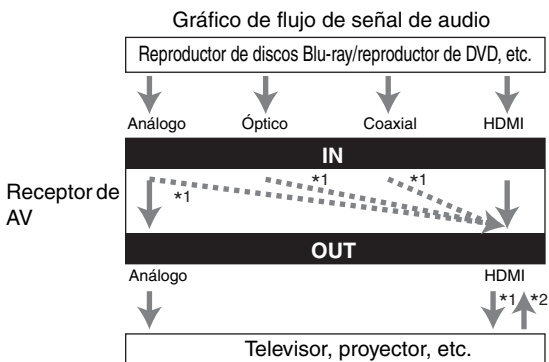 Gráfico de flujo de señal de audio
Reproductor de discos Blu-ray/reproductor de DVD, etc.
Análogo Óptico Coaxial HDMI
IN
*1 *1 *1
Receptor de
AV
OUT
Análogo HDMI
*1 *2
Televisor, proyector, etc.